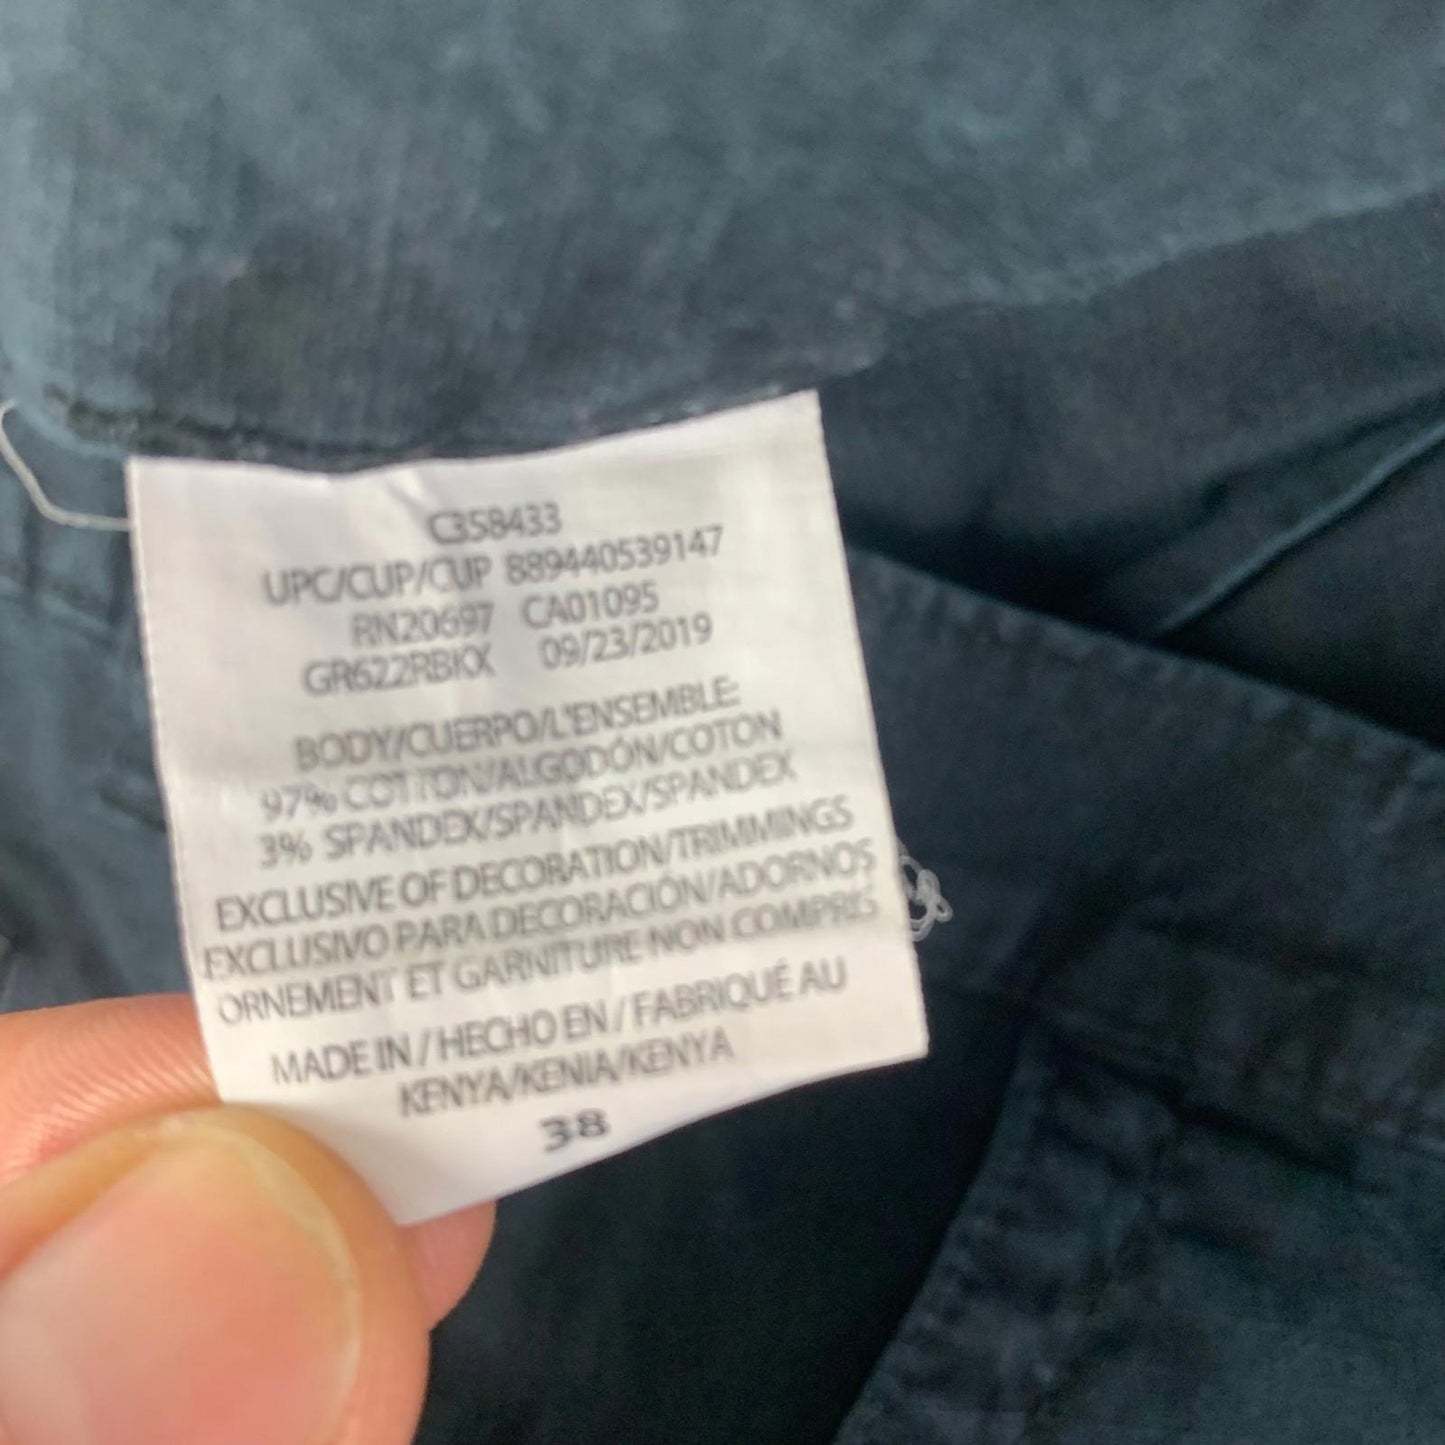 C3S8433
UPC/CUP/CUP 889440539147
RN20697 CA01095
GR622RBKX 09/23/2019
BODY/CUERPO/L'ENSEMBLE:
97% COTTON/ALGODÓN/COTON
3% SPANDEX/SPANDEX/SPANDEX
EXCLUSIVE OF DECORATION/TRIMMINGS
EXCLUSIVO PARA DECORACIÓN/ADORNOS
ORNEMENT ET GARNITURE NON COMPRIS
MADE IN / HECHO EN / FABRIQUÉ AU
KENYA/KENIA/KENYA
38